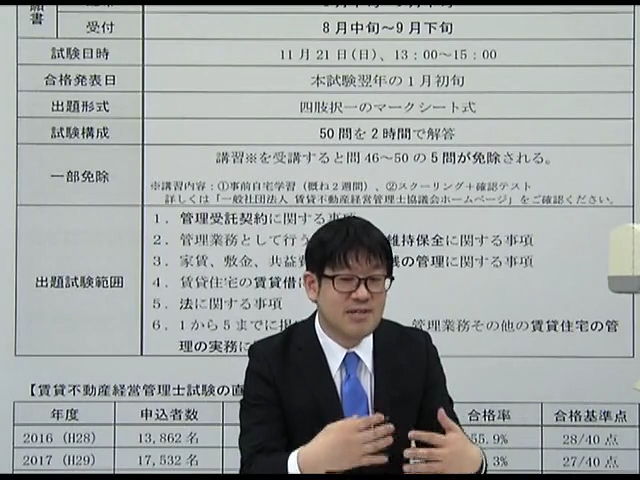 願書
受付
8月中旬～9月下旬
試験日時
11月21日(日)、13：00～15：00
合格発表日
本試験翌年の1月初旬
出題形式
四肢択一のマークシート式
試験構成
50問を2時間で解答
一部免除
講習※を受講すると問46～50の5問が免除される。
※講習内容：①事前自宅学習（概ね2週間）、②スクーリング＋確認テスト
詳しくは「一般社団法人 賃貸不動産経営管理士協議会ホームページ」をご確認ください。
出題試験範囲
1．管理受託契約に関する事項
2．管理業務として行う 維持保全に関する事項
3．家賃、敷金、共益費 の管理に関する事項
4．賃貸住宅の賃貸借に
5．法に関する事項
6．1から5までに掲 管理業務その他の賃貸住宅の管
理の実務に
【賃貸不動産経営管理士試験の直
年度 申込者数 合格率 合格基準点
2016（H28） 13,862名 55.9% 28/40点
2017（H29） 17,532名 3% 27/40点